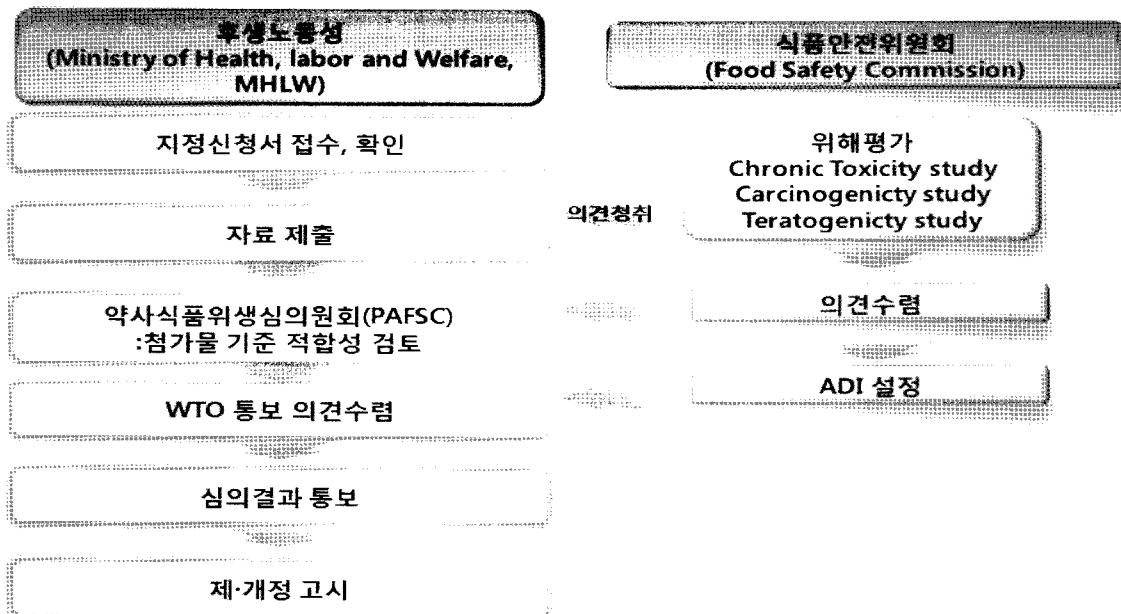 후생노동성
(Ministry of Health, labor and Welfare,
MHLW)
지정신청서 접수, 확인
자료 제출
약사식품위생심의원회(PAFSC)
:첨가물 기준 적합성 검토
WTO 통보 의견수렴
심의결과 통보
제·개정 고시
의견청취
식품안전위원회
(Food Safety Commission)
위해평가
Chronic Toxicity study
Carcinogenicty study
Teratogenicty study
의견수렴
ADI 설정